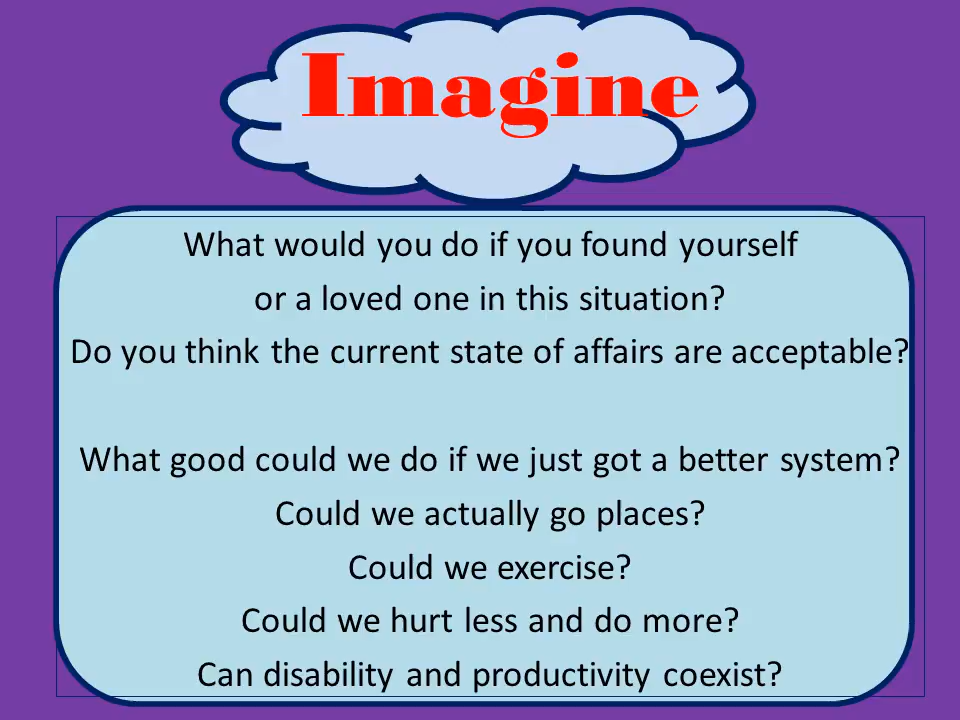 Imagine
What would you do if you found yourself
or a loved one in this situation?
Do you think the current state of affairs are acceptable?
What good could we do if we just got a better system?
Could we actually go places?
Could we exercise?
Could we hurt less and do more?
Can disability and productivity coexist?